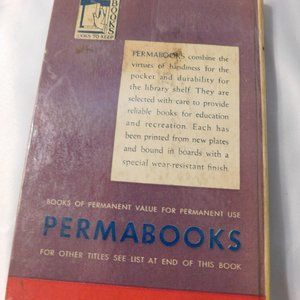 BOOKS
YOURS TO KEEP
PERMABOOKS combine the
virtues of handiness for the
pocket and durability for
the library shelf. They are
selected with care to provide
reliable books for education
and recreation. Each has
been printed from new plates
and bound in boards with a
special wear-resistant finish.
BOOKS OF PERMANENT VALUE FOR PERMANENT USE
PERMABOOKS
FOR OTHER TITLES SEE LIST AT END OF THIS BOOK